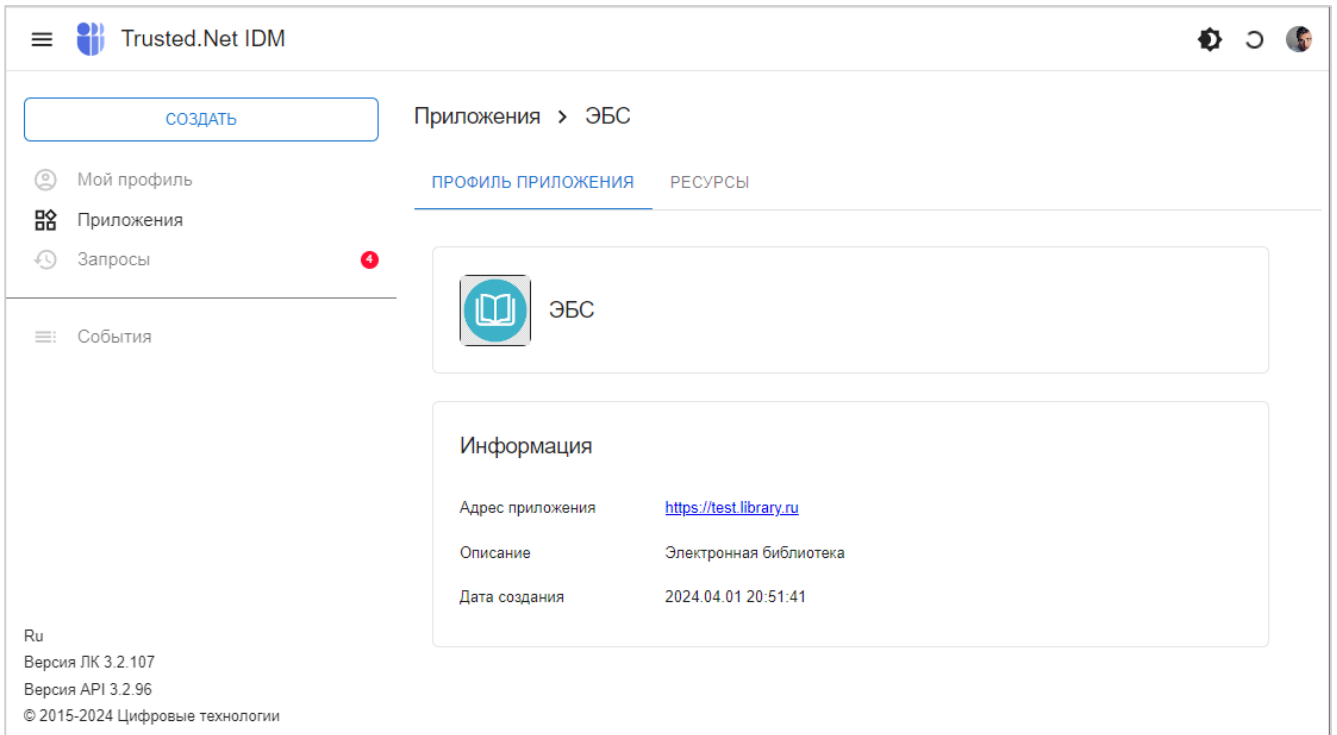 Trusted.Net IDM
СОЗДАТЬ
Мой профиль
Приложения
Запросы 4
События
Ru
Версия ЛК 3.2.107
Версия API 3.2.96
© 2015-2024 Цифровые технологии
Приложения > ЭБС
ПРОФИЛЬ ПРИЛОЖЕНИЯ РЕСУРСЫ
ЭБС
Информация
Адрес приложения https://test.library.ru
Описание Электронная библиотека
Дата создания 2024.04.01 20:51:41